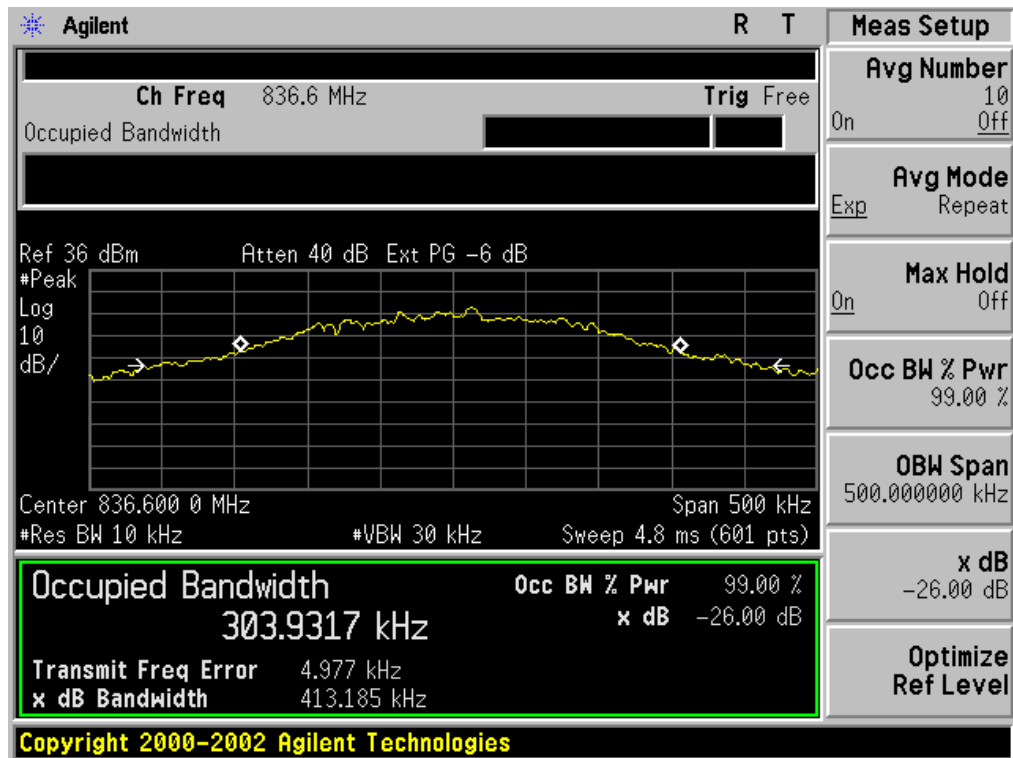 Agilent R T Meas Setup
Ch Freq 836.6 MHz Trig Free
Occupied Bandwidth
Ref 36 dBm Atten 40 dB Ext PG -6 dB
#Peak
Log
10
dB/
Center 836.600 0 MHz Span 500 kHz
#Res BW 10 kHz #VBW 30 kHz Sweep 4.8 ms (601 pts)
Occupied Bandwidth Occ BW % Pwr 99.00 %
303.9317 kHz x dB -26.00 dB
Transmit Freq Error 4.977 kHz
x dB Bandwidth 413.185 kHz
Avg Number
10
On Off
Avg Mode
Exp Repeat
Max Hold
On Off
Occ BW % Pwr
99.00 %
OBW Span
500.000000 kHz
x dB
-26.00 dB
Optimize
Ref Level
Copyright 2000-2002 Agilent Technologies